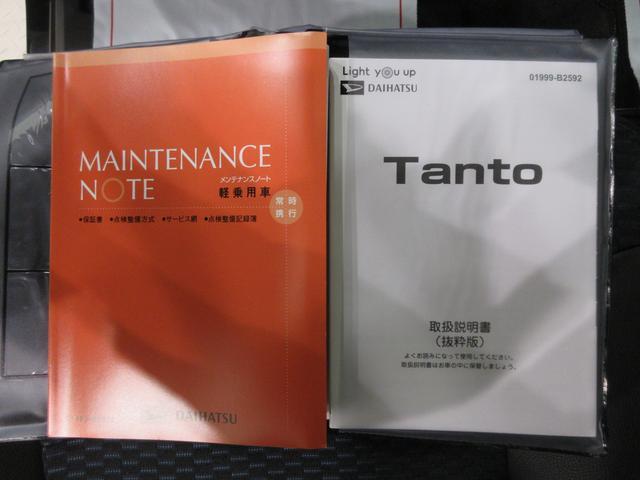 MAINTENANCE
NOTE
メンテナンスノート
軽乗用車
常時
携行
●保証書 ●点検整備方式 ●サービス網 ●点検整備記録簿
DAIHATSU
Light you up
DAIHATSU
01999-B2592
Tanto
取扱説明書
(抜粋版)
よくお読みになって使用してください。
取扱説明書はお車の中に保管しましょう。